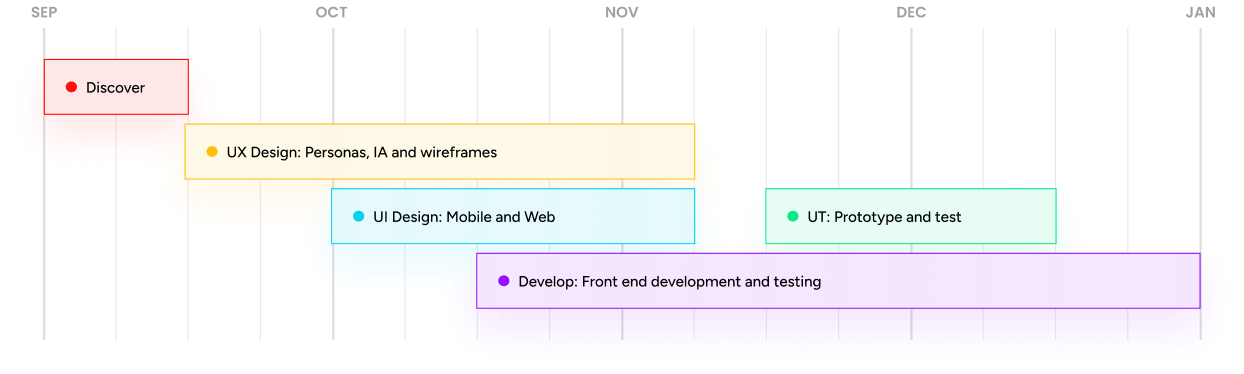 SEP OCT NOV DEC JAN
Discover
UX Design: Personas, IA and wireframes
UI Design: Mobile and Web UT: Prototype and test
Develop: Front end development and testing